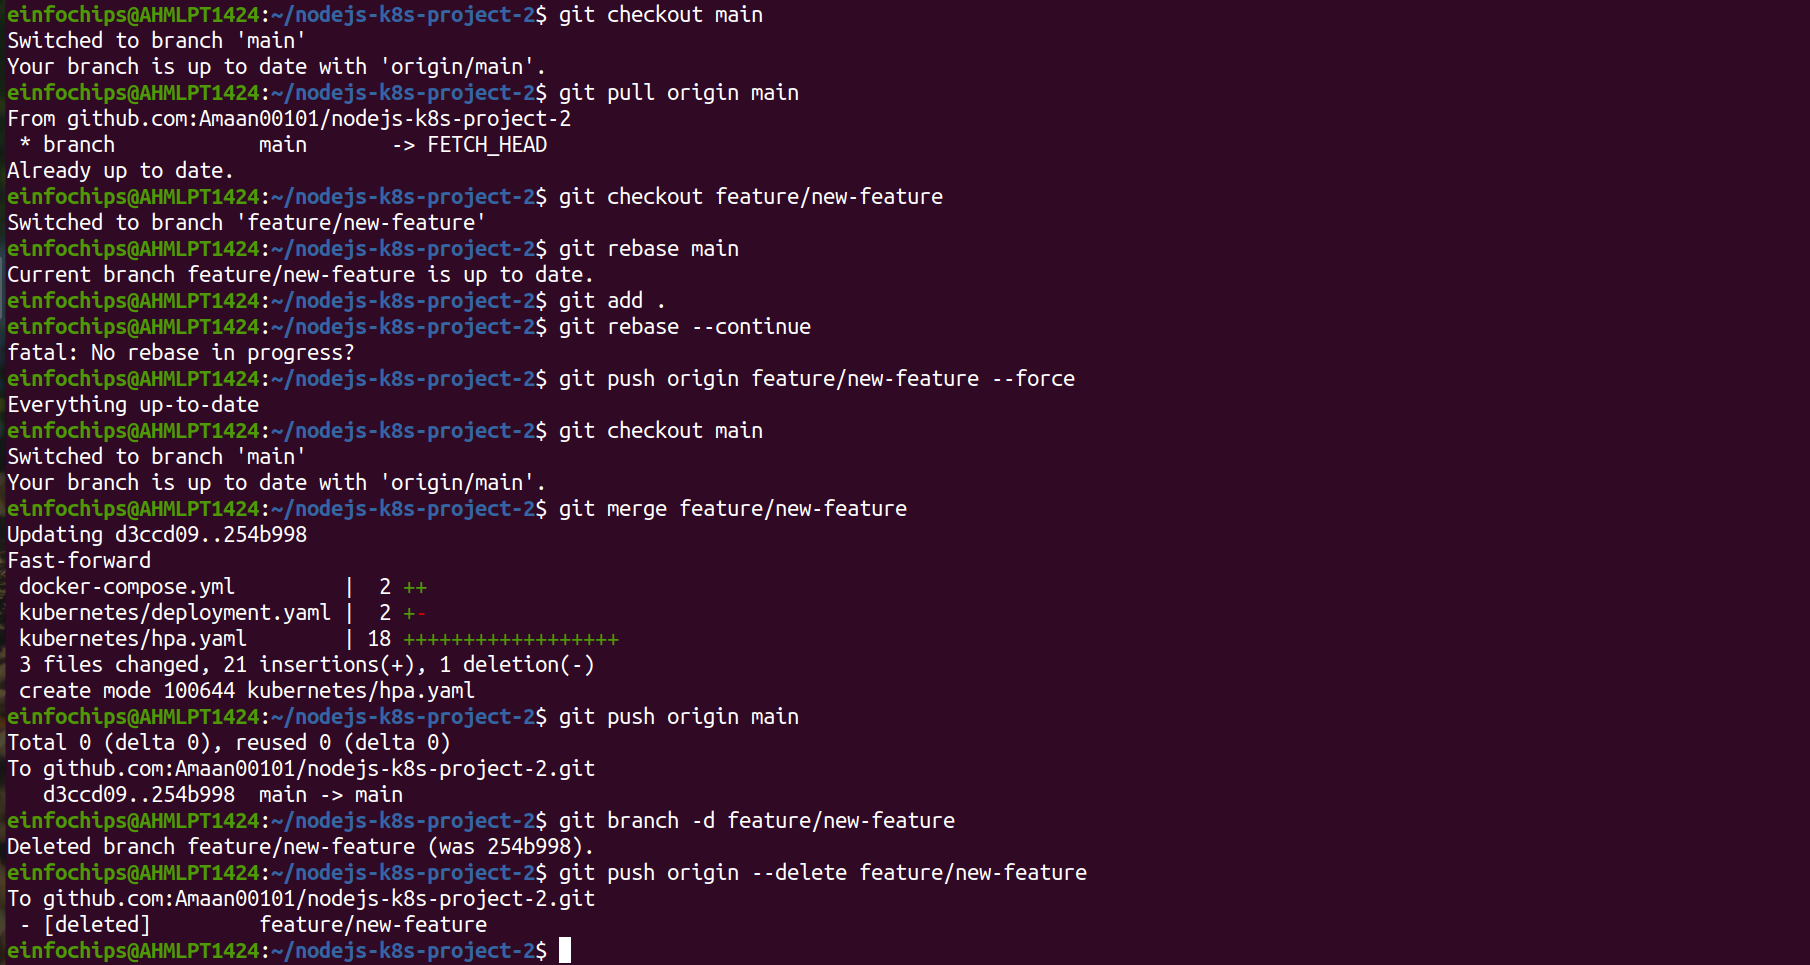 einfochips@AHMLPT1424:~/nodejs-k8s-project-2$ git checkout main
Switched to branch 'main'
Your branch is up to date with 'origin/main'.
einfochips@AHMLPT1424:~/nodejs-k8s-project-2$ git pull origin main
From github.com:Amaan00101/nodejs-k8s-project-2
 * branch            main       -> FETCH_HEAD
Already up to date.
einfochips@AHMLPT1424:~/nodejs-k8s-project-2$ git checkout feature/new-feature
Switched to branch 'feature/new-feature'
einfochips@AHMLPT1424:~/nodejs-k8s-project-2$ git rebase main
Current branch feature/new-feature is up to date.
einfochips@AHMLPT1424:~/nodejs-k8s-project-2$ git add .
einfochips@AHMLPT1424:~/nodejs-k8s-project-2$ git rebase --continue
fatal: No rebase in progress?
einfochips@AHMLPT1424:~/nodejs-k8s-project-2$ git push origin feature/new-feature --force
Everything up-to-date
einfochips@AHMLPT1424:~/nodejs-k8s-project-2$ git checkout main
Switched to branch 'main'
Your branch is up to date with 'origin/main'.
einfochips@AHMLPT1424:~/nodejs-k8s-project-2$ git merge feature/new-feature
Updating d3ccd09..254b998
Fast-forward
 docker-compose.yml         |  2 ++
 kubernetes/deployment.yaml |  2 +-
 kubernetes/hpa.yaml        | 18 ++++++++++++++++++
 3 files changed, 21 insertions(+), 1 deletion(-)
 create mode 100644 kubernetes/hpa.yaml
einfochips@AHMLPT1424:~/nodejs-k8s-project-2$ git push origin main
Total 0 (delta 0), reused 0 (delta 0)
To github.com:Amaan00101/nodejs-k8s-project-2.git
   d3ccd09..254b998  main -> main
einfochips@AHMLPT1424:~/nodejs-k8s-project-2$ git branch -d feature/new-feature
Deleted branch feature/new-feature (was 254b998).
einfochips@AHMLPT1424:~/nodejs-k8s-project-2$ git push origin --delete feature/new-feature
To github.com:Amaan00101/nodejs-k8s-project-2.git
 - [deleted]         feature/new-feature
einfochips@AHMLPT1424:~/nodejs-k8s-project-2$